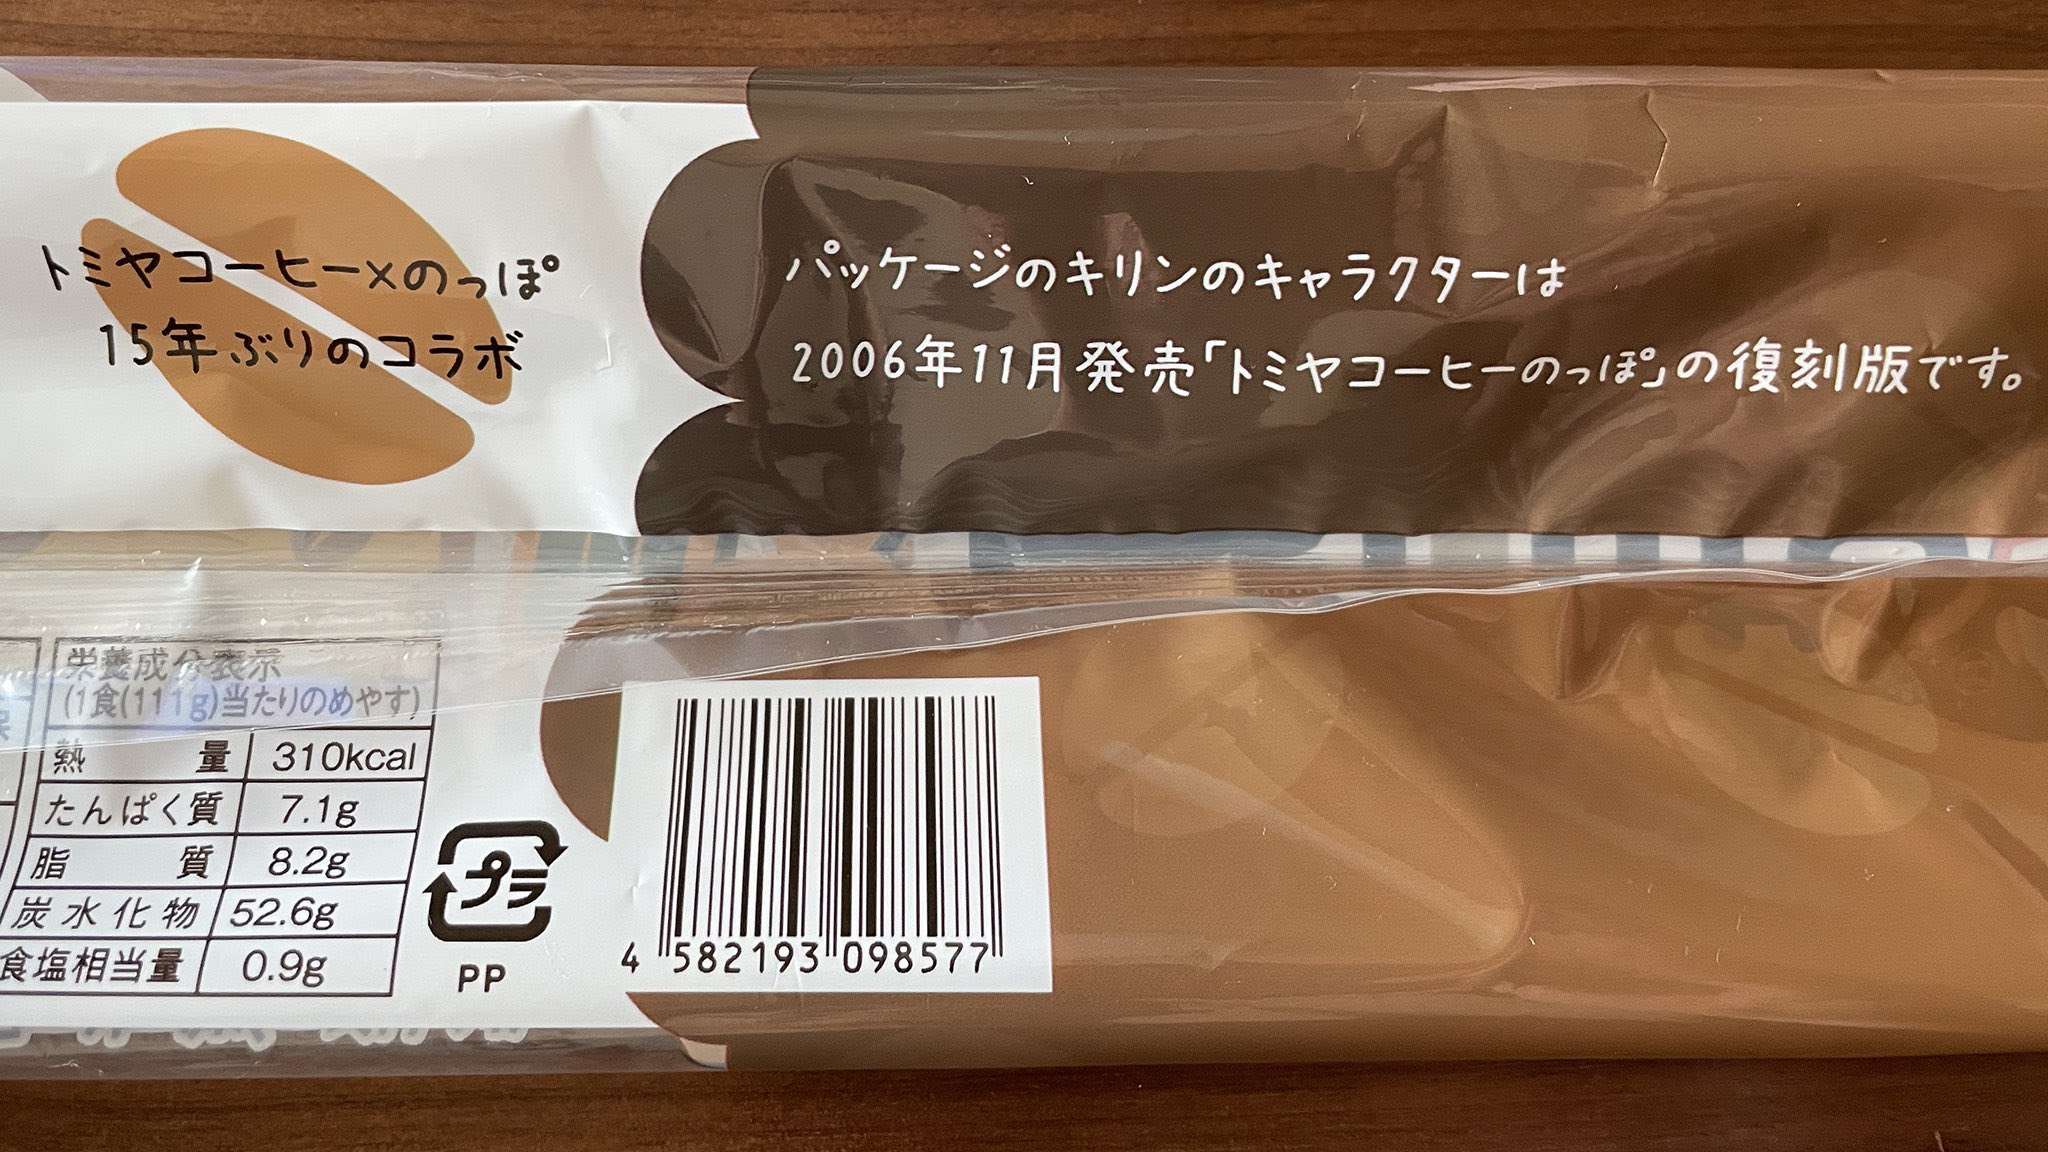 トミヤコーヒー×のっぽ
15年ぶりのコラボ
パッケージのキリンのキャラクターは
2006年11月発売「トミヤコーヒーのっぽ」の復刻版です。
栄養成分表示
(1食(111g)当たりのめやす)
熱量 310kcal
たんぱく質 7.1g
脂質 8.2g
炭水化物 52.6g
食塩相当量 0.9g
プラ
PP
4 582193 098577